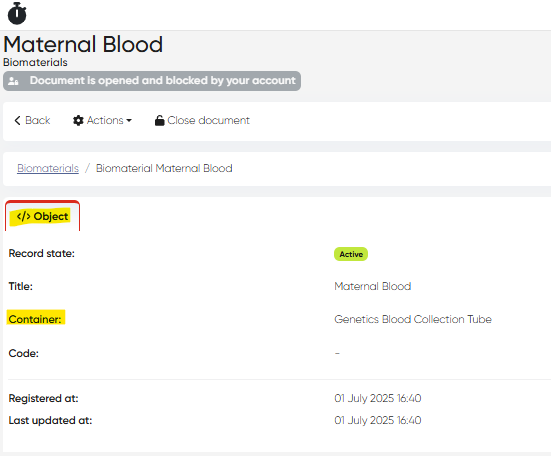 Maternal Blood
Biomaterials
Document is opened and blocked by your account
Back Actions Close document
Biomaterials / Biomaterial Maternal Blood
</> Object
Record state: Active
Title: Maternal Blood
Container: Genetics Blood Collection Tube
Code: -
Registered at: 01 July 2025 16:40
Last updated at: 01 July 2025 16:40